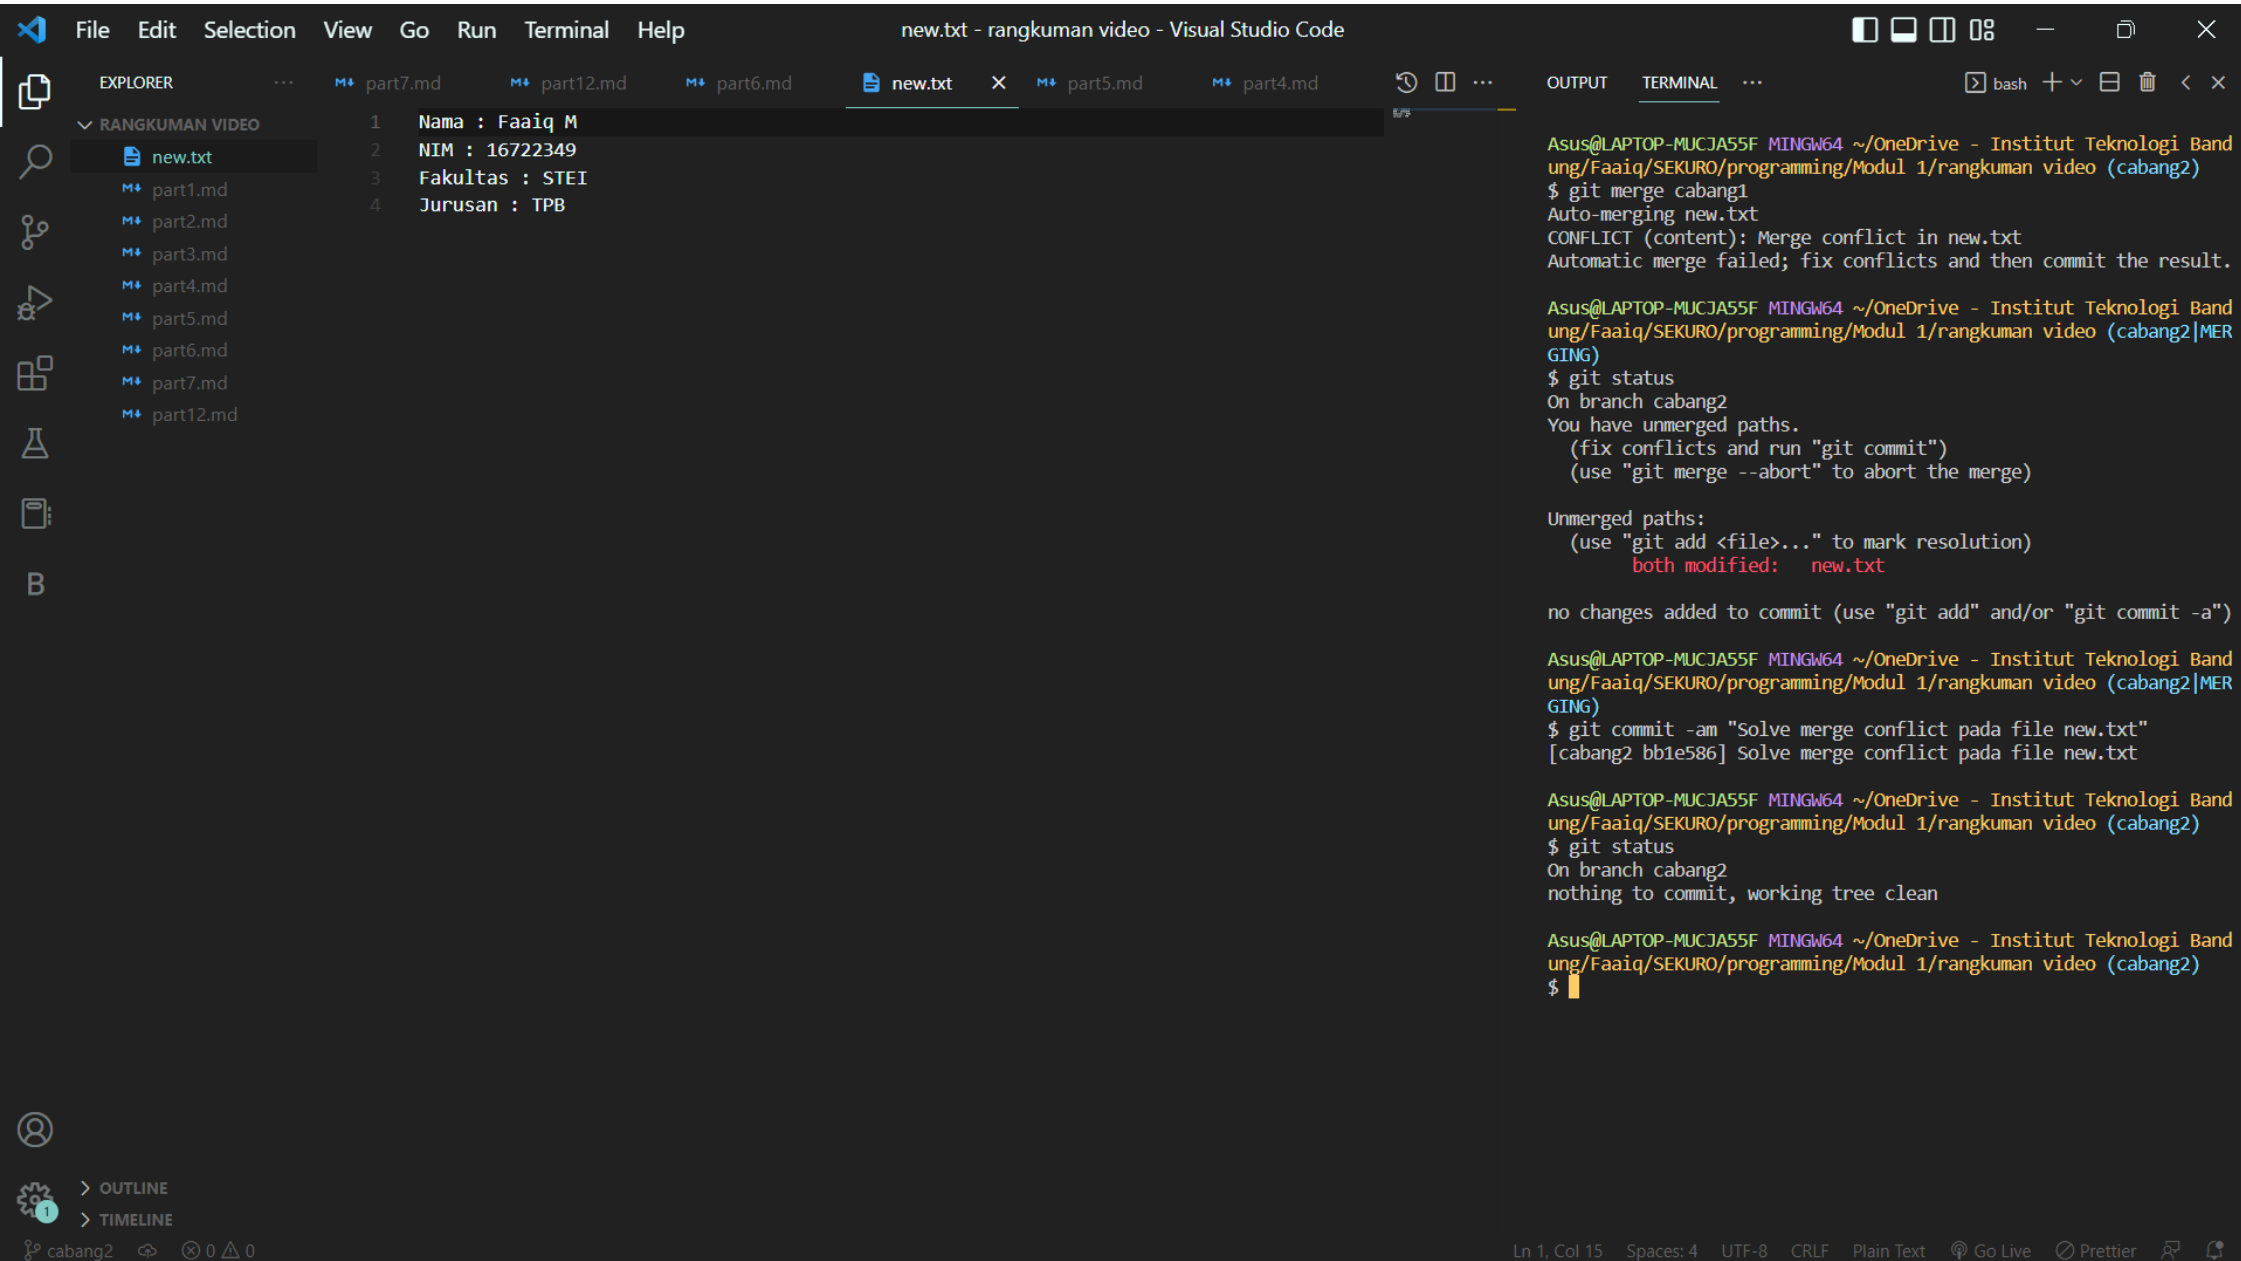 File Edit Selection View Go Run Terminal Help
new.txt - rangkuman video - Visual Studio Code
EXPLORER ...
RANGKUMAN VIDEO
new.txt
part1.md
part2.md
part3.md
part4.md
part5.md
part6.md
part7.md
part12.md
OUTLINE
TIMELINE
part7.md part12.md part6.md new.txt part5.md part4.md
1 Nama : Faaiq M
2 NIM : 16722349
3 Fakultas : STEI
4 Jurusan : TPB
OUTPUT TERMINAL ... bash
Asus@LAPTOP-MUCJA55F MINGW64 ~/OneDrive - Institut Teknologi Band
ung/Faaiq/SEKURO/programming/Modul 1/rangkuman video (cabang2)
$ git merge cabang1
Auto-merging new.txt
CONFLICT (content): Merge conflict in new.txt
Automatic merge failed; fix conflicts and then commit the result.
Asus@LAPTOP-MUCJA55F MINGW64 ~/OneDrive - Institut Teknologi Band
ung/Faaiq/SEKURO/programming/Modul 1/rangkuman video (cabang2|MER
GING)
$ git status
On branch cabang2
You have unmerged paths.
(fix conflicts and run "git commit")
(use "git merge --abort" to abort the merge)
Unmerged paths:
(use "git add <file>..." to mark resolution)
both modified: new.txt
no changes added to commit (use "git add" and/or "git commit -a")
Asus@LAPTOP-MUCJA55F MINGW64 ~/OneDrive - Institut Teknologi Band
ung/Faaiq/SEKURO/programming/Modul 1/rangkuman video (cabang2|MER
GING)
$ git commit -am "Solve merge conflict pada file new.txt"
[cabang2 bb1e586] Solve merge conflict pada file new.txt
Asus@LAPTOP-MUCJA55F MINGW64 ~/OneDrive - Institut Teknologi Band
ung/Faaiq/SEKURO/programming/Modul 1/rangkuman video (cabang2)
$ git status
On branch cabang2
nothing to commit, working tree clean
Asus@LAPTOP-MUCJA55F MINGW64 ~/OneDrive - Institut Teknologi Band
ung/Faaiq/SEKURO/programming/Modul 1/rangkuman video (cabang2)
$
cabang2 0 0 Ln 1, Col 15 Spaces: 4 UTF-8 CRLF Plain Text Go Live Prettier